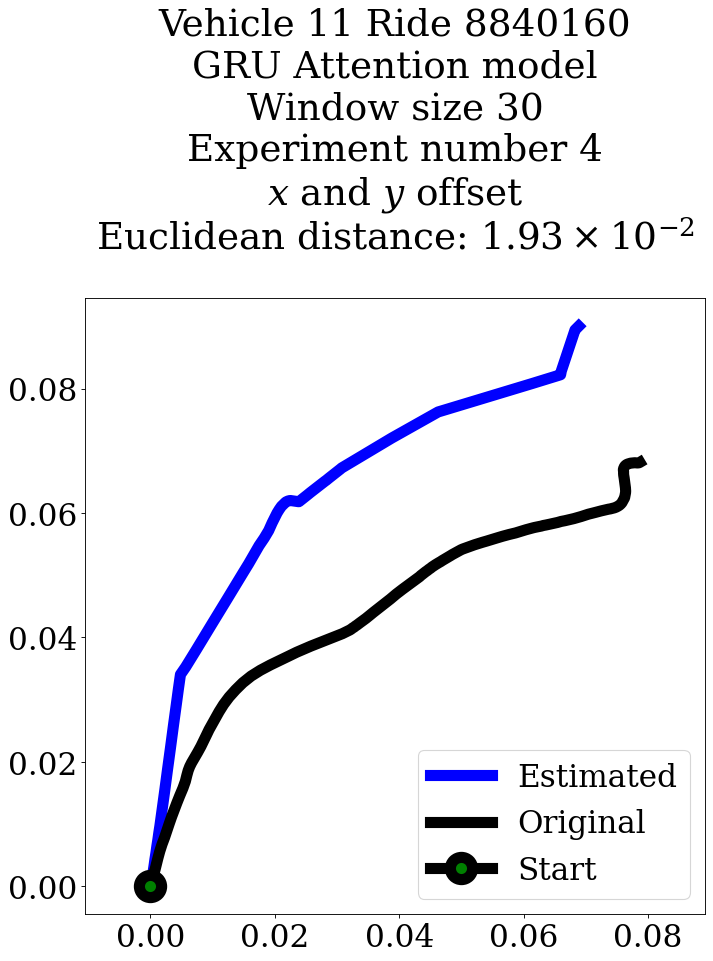 Vehicle 11 Ride 8840160
GRU Attention model
Window size 30
Experiment number 4
x and y offset
Euclidean distance: 1.93 × 10⁻²
0.08
0.06
0.04
0.02
0.00
Estimated
Original
Start
0.00 0.02 0.04 0.06 0.08